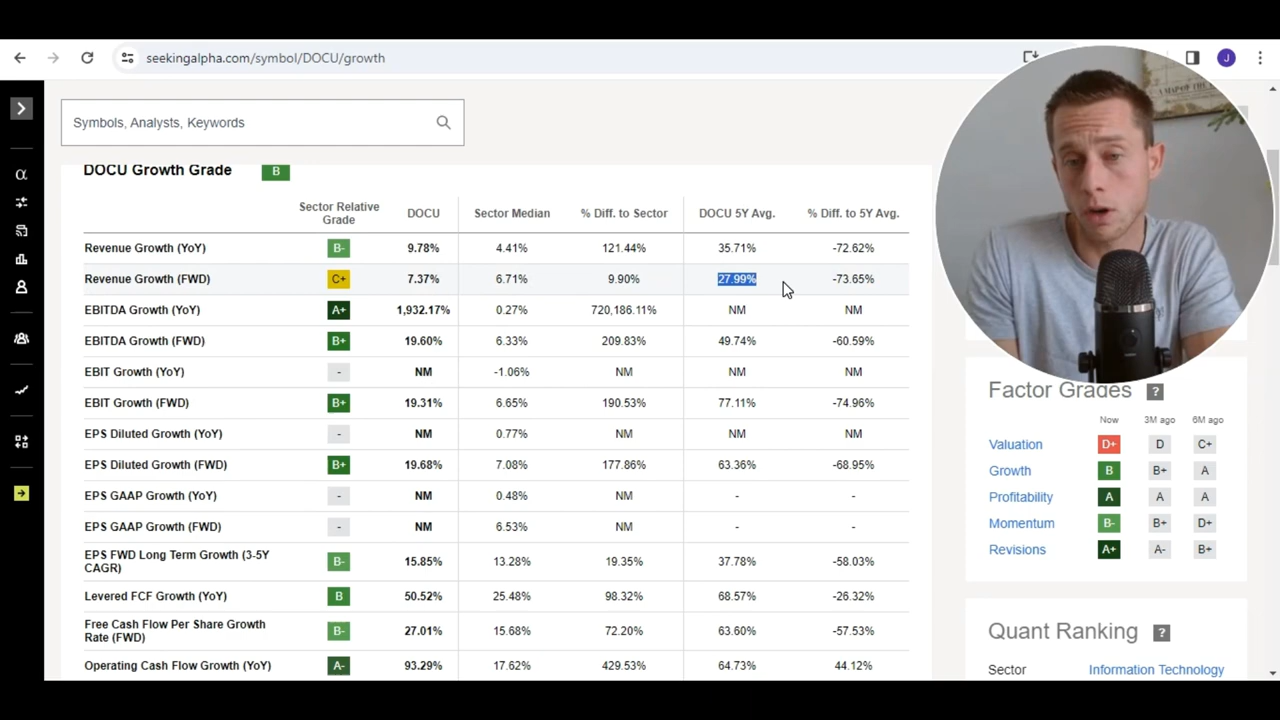 seekingalpha.com/symbol/DOCU/growth
J
Symbols, Analysts, Keywords
α
DOCU Growth Grade B
Sector Relative Grade DOCU Sector Median % Diff. to Sector DOCU 5Y Avg. % Diff. to 5Y Avg.
Revenue Growth (YoY) B- 9.78% 4.41% 121.44% 35.71% -72.62%
Revenue Growth (FWD) C+ 7.37% 6.71% 9.90% 27.99% -73.65%
EBITDA Growth (YoY) A+ 1,932.17% 0.27% 720,186.11% NM NM
EBITDA Growth (FWD) B+ 19.60% 6.33% 209.83% 49.74% -60.59%
EBIT Growth (YoY) - NM -1.06% NM NM NM
EBIT Growth (FWD) B+ 19.31% 6.65% 190.53% 77.11% -74.96%
EPS Diluted Growth (YoY) - NM 0.77% NM NM NM
EPS Diluted Growth (FWD) B+ 19.68% 7.08% 177.86% 63.36% -68.95%
EPS GAAP Growth (YoY) - NM 0.48% NM - -
EPS GAAP Growth (FWD) - NM 6.53% NM - -
EPS FWD Long Term Growth (3-5Y CAGR) B- 15.85% 13.28% 19.35% 37.78% -58.03%
Levered FCF Growth (YoY) B 50.52% 25.48% 98.32% 68.57% -26.32%
Free Cash Flow Per Share Growth Rate (FWD) B- 27.01% 15.68% 72.20% 63.60% -57.53%
Operating Cash Flow Growth (YoY) A- 93.29% 17.62% 429.53% 64.73% 44.12%
Factor Grades ?
Now 3M ago 6M ago
Valuation D+ D C+
Growth B B+ A
Profitability A A A
Momentum B- B+ D+
Revisions A+ A- B+
Quant Ranking ?
Sector Information Technology